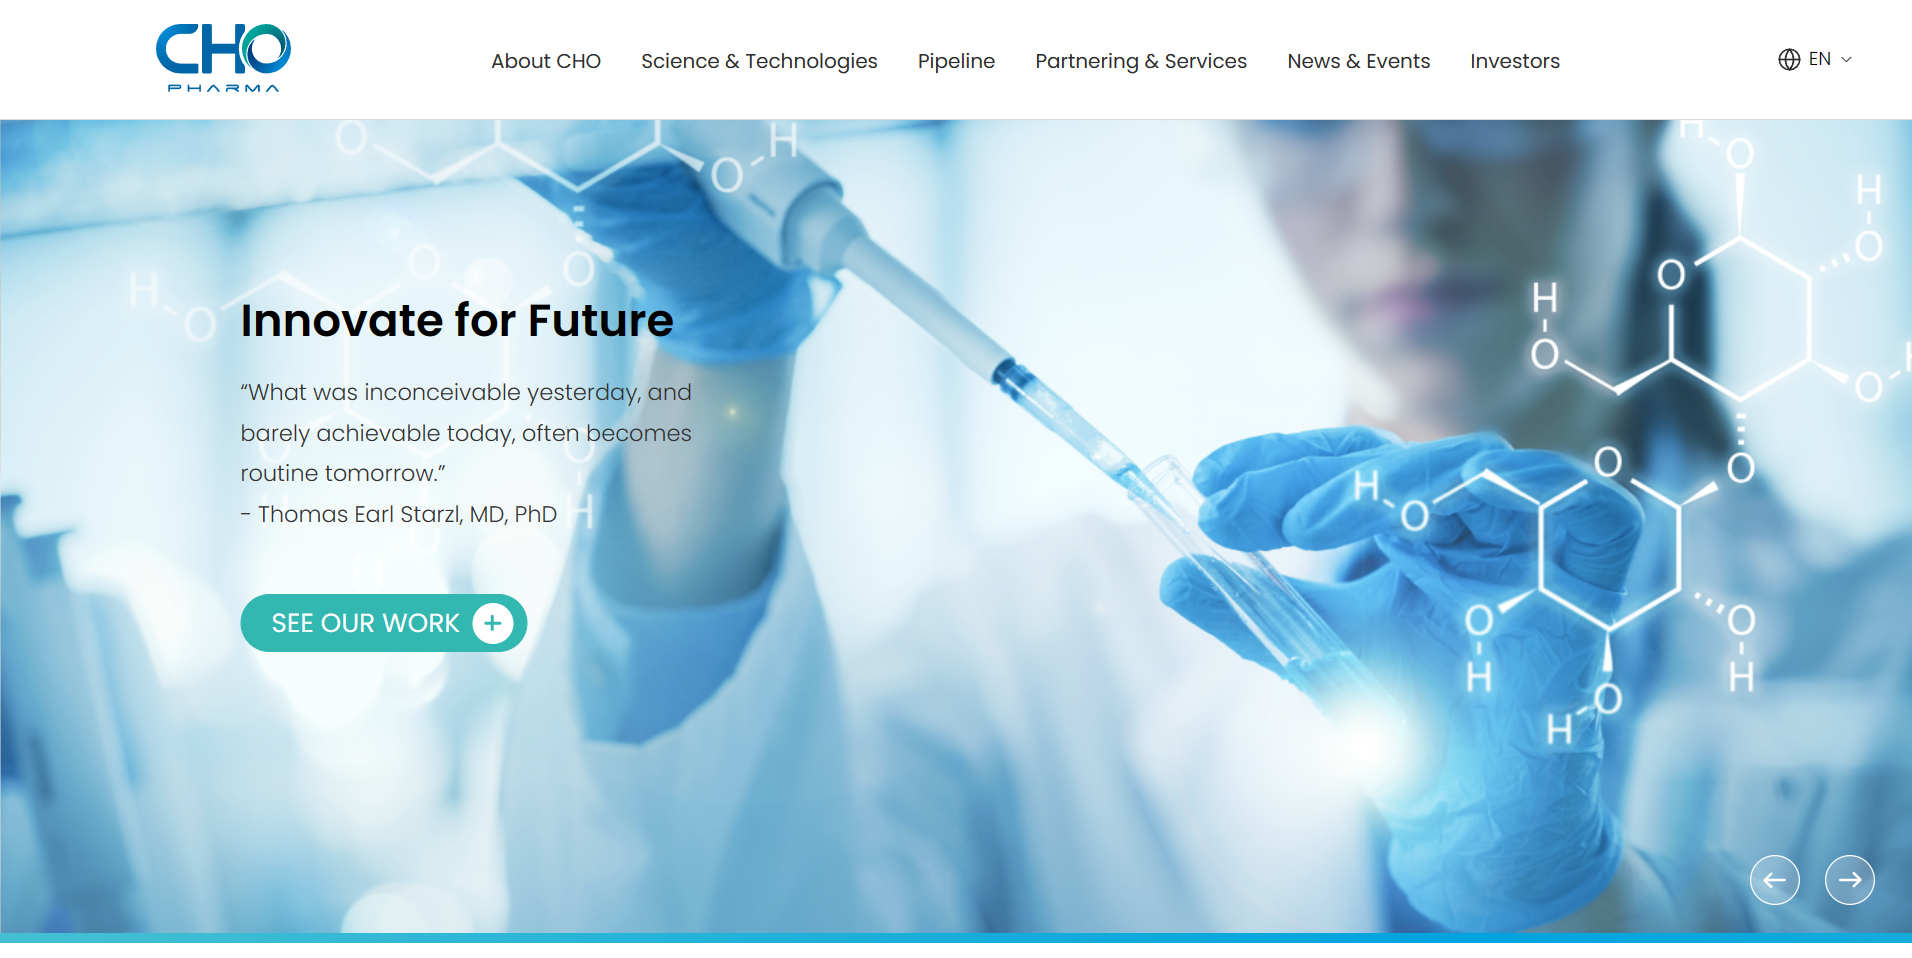 CHO
PHARMA
About CHO
Science & Technologies
Pipeline
Partnering & Services
News & Events
Investors
EN
Innovate for Future
“What was inconceivable yesterday, and
barely achievable today, often becomes
routine tomorrow.”
- Thomas Earl Starzl, MD, PhD
SEE OUR WORK